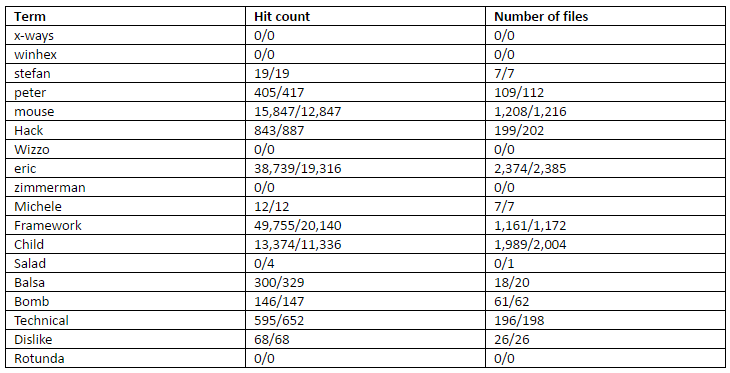 Term Hit count Number of files
x-ways 0/0 0/0
winhex 0/0 0/0
stefan 19/19 7/7
peter 405/417 109/112
mouse 15,847/12,847 1,208/1,216
Hack 843/887 199/202
Wizzo 0/0 0/0
eric 38,739/19,316 2,374/2,385
zimmerman 0/0 0/0
Michele 12/12 7/7
Framework 49,755/20,140 1,161/1,172
Child 13,374/11,336 1,989/2,004
Salad 0/4 0/1
Balsa 300/329 18/20
Bomb 146/147 61/62
Technical 595/652 196/198
Dislike 68/68 26/26
Rotunda 0/0 0/0